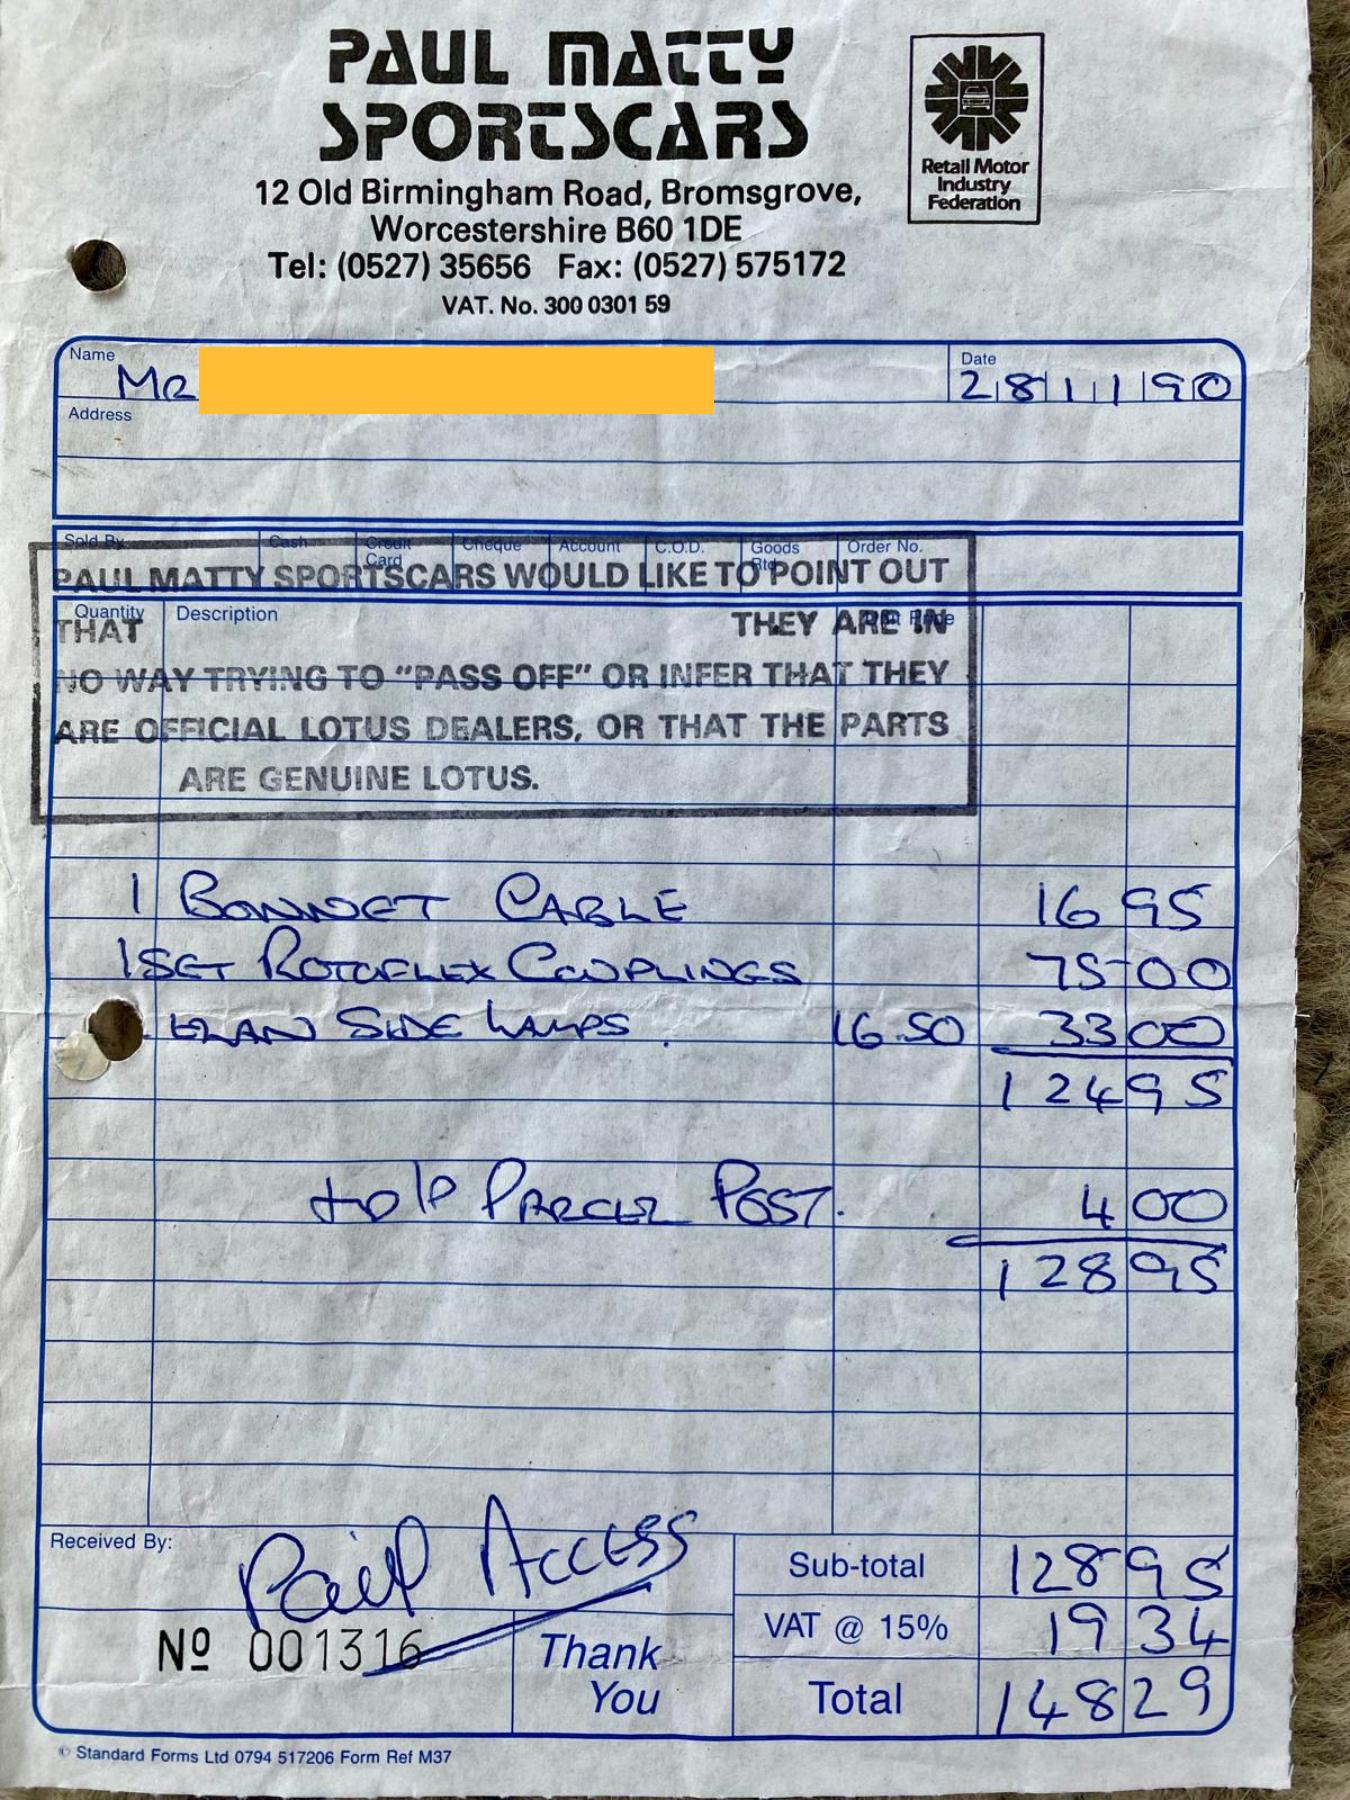 PAUL MATTY
SPORTSCARS
Retail Motor
Industry
Federation
12 Old Birmingham Road, Bromsgrove,
Worcestershire B60 1DE
Tel: (0527) 35656 Fax: (0527) 575172
VAT. No. 300 0301 59
Name MR Date 28 11 90
Address
Sold By Cash Credit Card Cheque Account C.O.D. Goods Rtd Order No.
PAUL MATTY SPORTSCARS WOULD LIKE TO POINT OUT
Quantity Description Unit Price
THAT THEY ARE IN
NO WAY TRYING TO “PASS OFF” OR INFER THAT THEY
ARE OFFICIAL LOTUS DEALERS, OR THAT THE PARTS
ARE GENUINE LOTUS.
1 BONNET CABLE 16 95
1 SET ROTOFLEX COUPLINGS 75-00
ELAN SIDE LAMPS. 16.50 33 00
124 95
PARCEL POST. 4 00
128 95
Received By: Paid ACCESS
Sub-total 128 95
VAT @ 15% 19 34
Total 148 29
Nº 001316
Thank
You
© Standard Forms Ltd 0794 517206 Form Ref M37